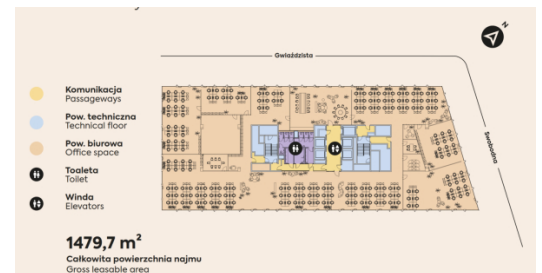 N
Gwiaździsta
Swobodna
Komunikacja
Passageways
Pow. techniczna
Technical floor
Pow. biurowa
Office space
Toaleta
Toilet
Winda
Elevators
1479,7 m²
Całkowita powierzchnia najmu
Gross leasable area